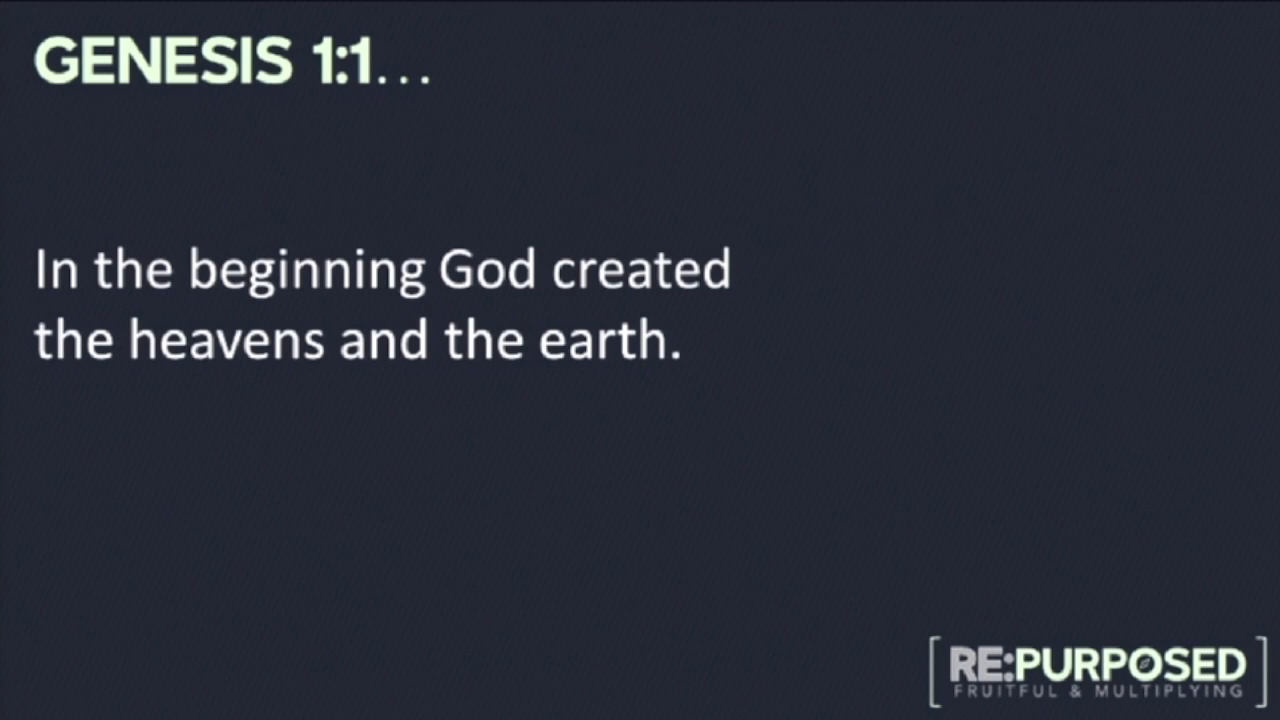 GENESIS 1:1...
In the beginning God created
the heavens and the earth.
[RE:PURPOSED]
FRUITFUL & MULTIPLYING